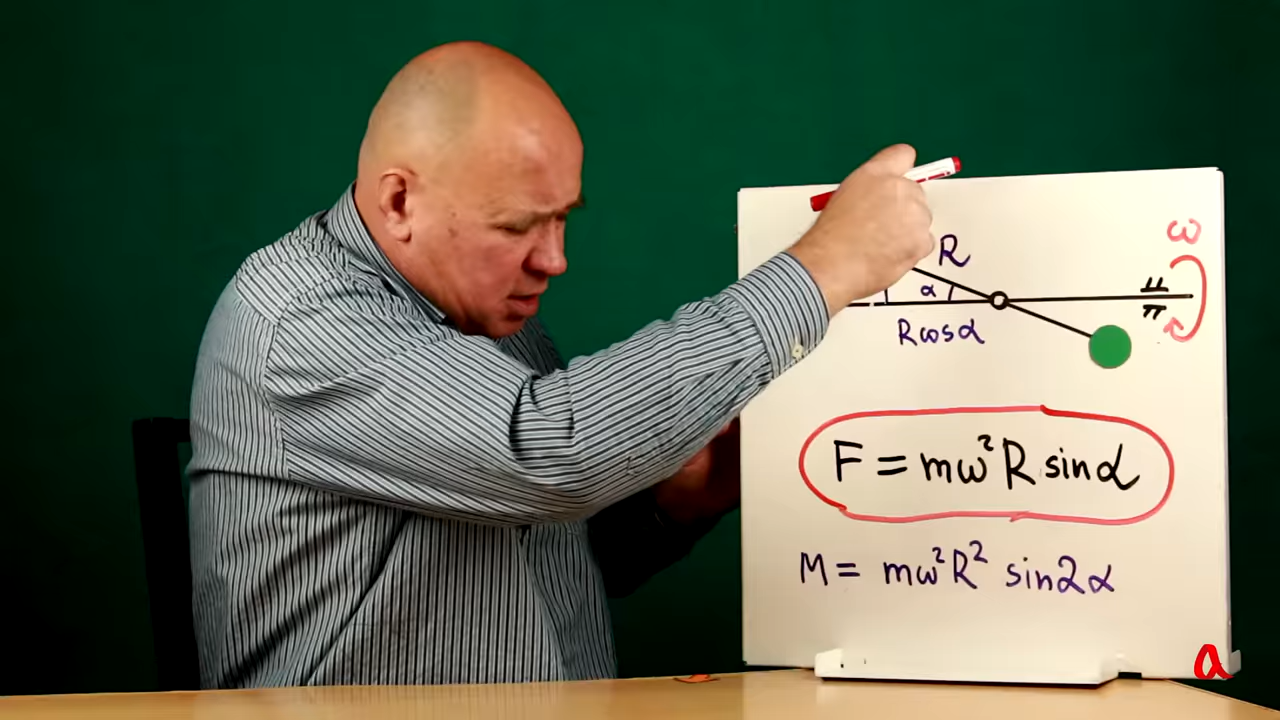 ω
R
α
Rcosα
F = mω²R sinα
M = mω²R² sin2α
a